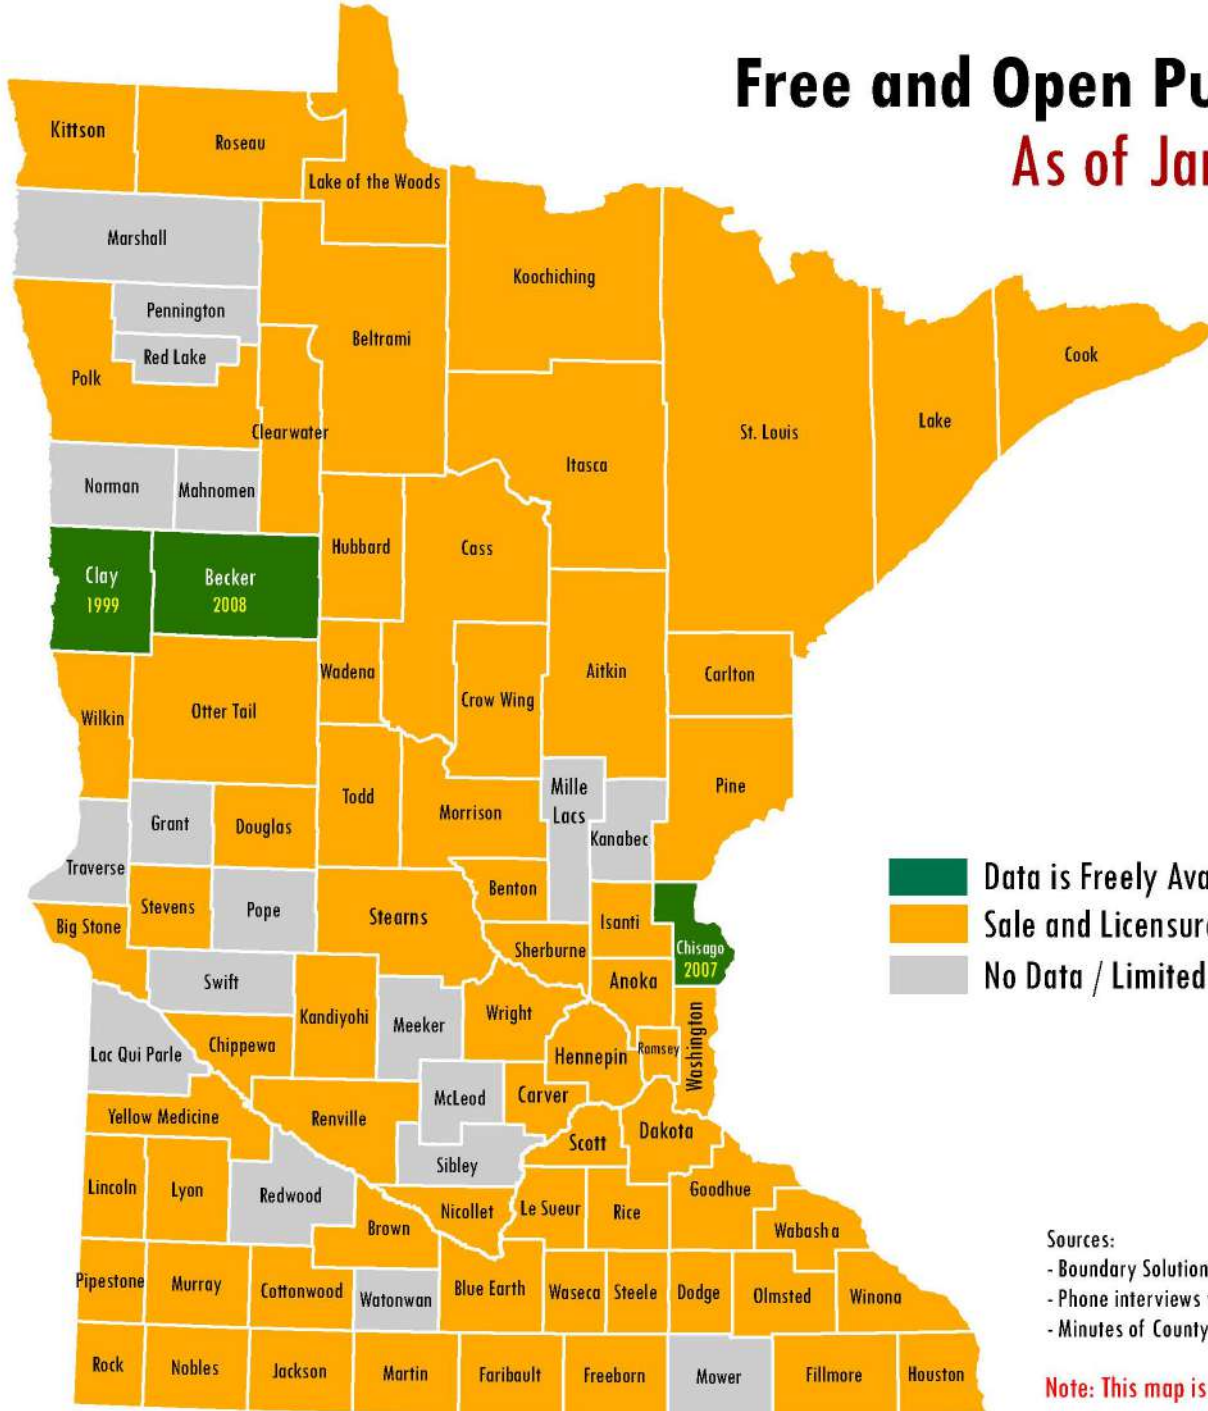 Free and Open Pu
As of Jan
Kittson
Roseau
Lake of the Woods
Marshall
Koochiching
Pennington
Beltrami
Red Lake
Cook
Polk
Lake
Clearwater
St. Louis
Itasca
Norman
Mahnomen
Hubbard
Cass
Clay
1999
Becker
2008
Wadena
Aitkin
Carlton
Crow Wing
Otter Tail
Wilkin
Pine
Mille
Lacs
Todd
Morrison
Grant
Douglas
Kanabec
Traverse
Benton
Data is Freely Ava
Stevens
Pope
Stearns
Isanti
Sale and Licensure
Big Stone
Sherburne
Chisago
2007
No Data / Limited
Swift
Anoka
Wright
Kandiyohi
Meeker
Washington
Chippewa
Lac Qui Parle
Hennepin
Ramsey
McLeod
Carver
Yellow Medicine
Renville
Dakota
Scott
Sibley
Lincoln
Lyon
Redwood
Goodhue
Nicollet
Le Sueur
Rice
Brown
Wabasha
Sources:
- Boundary Solution
- Phone interviews
- Minutes of County
Pipestone
Murray
Cottonwood
Watonwan
Blue Earth
Waseca
Steele
Dodge
Olmsted
Winona
Rock
Nobles
Jackson
Martin
Faribault
Freeborn
Mower
Fillmore
Houston
Note: This map is